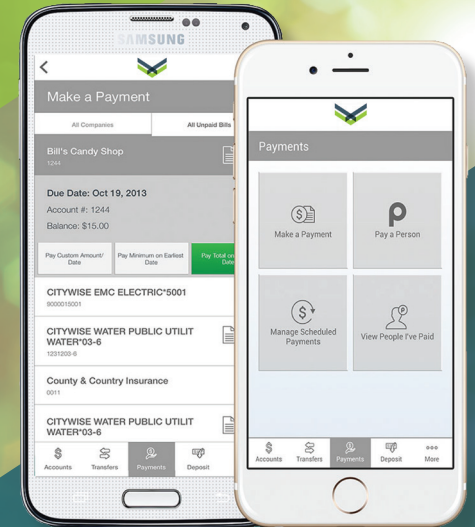 SAMSUNG
Make a Payment
All Companies
All Unpaid Bills
Bill's Candy Shop
1244
Due Date: Oct 19, 2013
Account #: 1244
Balance: $15.00
Pay Custom Amount/
Date
Pay Minimum on Earliest
Date
Pay Total on
Date
CITYWISE EMC ELECTRIC*5001
9000015001
CITYWISE WATER PUBLIC UTILIT
WATER*03-6
1231203-6
County & Country Insurance
0011
CITYWISE WATER PUBLIC UTILIT
WATER*03-6
Accounts
Transfers
Payments
Deposit
Payments
Make a Payment
Pay a Person
Manage Scheduled
Payments
View People I've Paid
Accounts
Transfers
Payments
Deposit
More